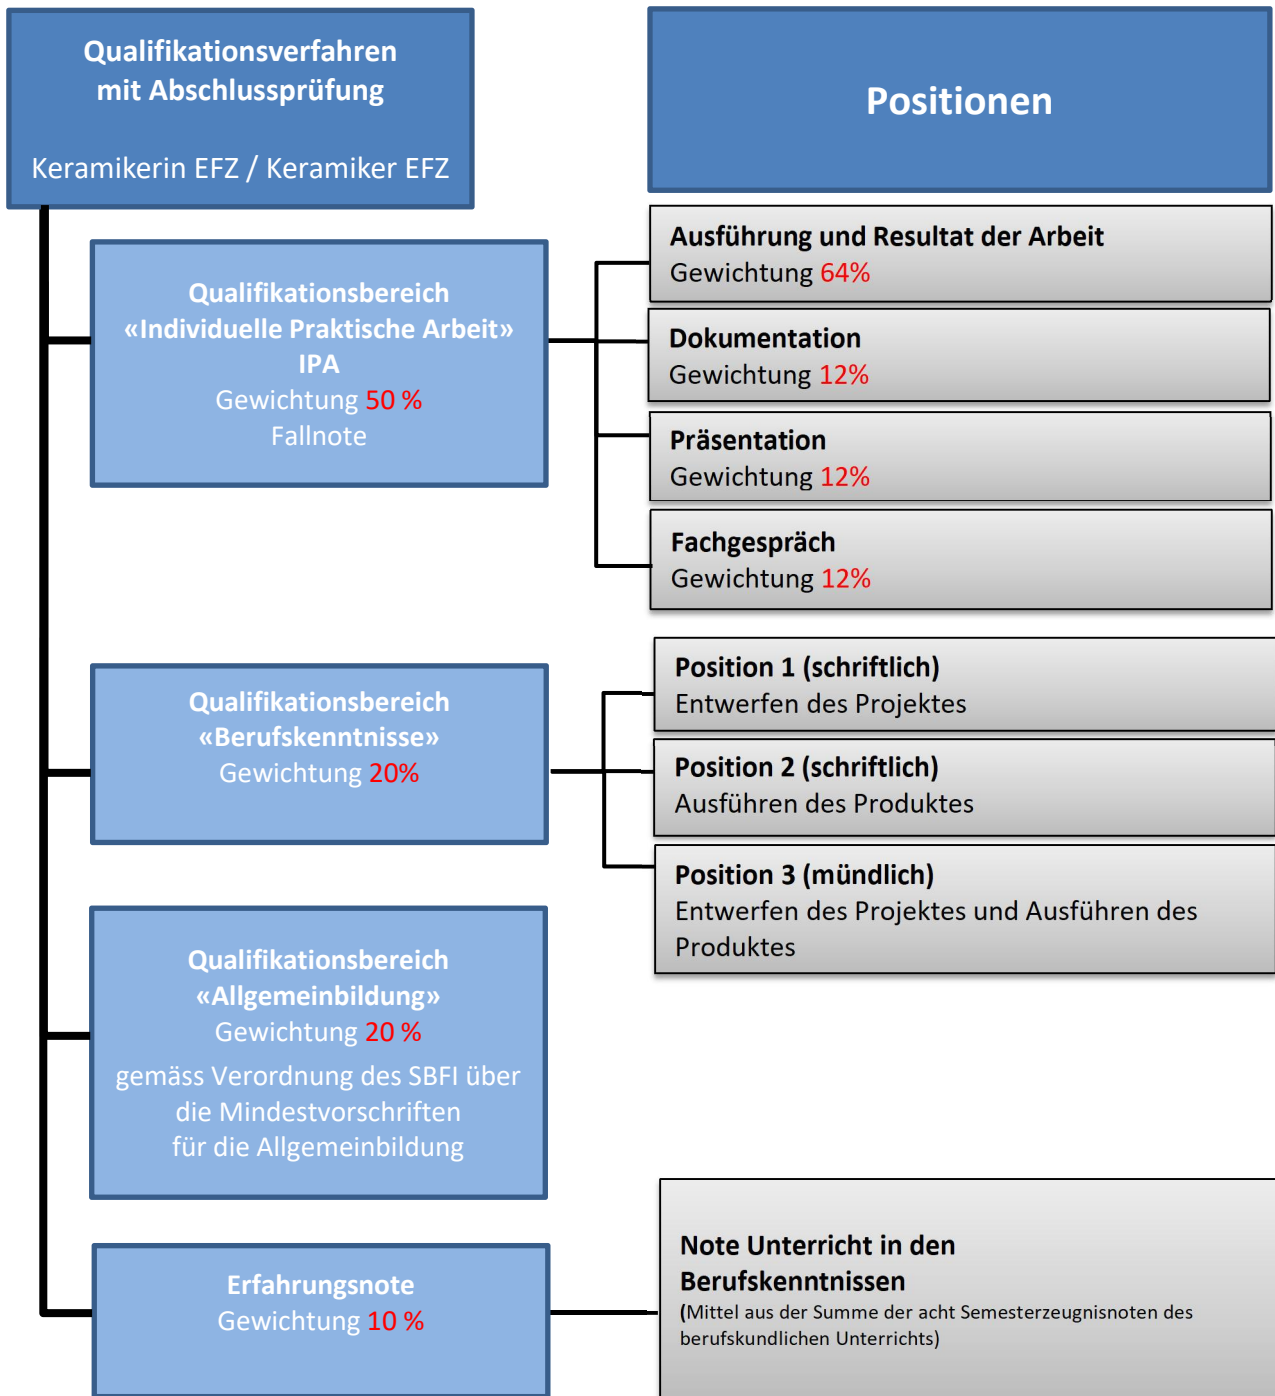 Qualifikationsverfahren
mit Abschlussprüfung
Keramikerin EFZ / Keramiker EFZ
Positionen
Qualifikationsbereich
«Individuelle Praktische Arbeit»
IPA
Gewichtung 50 %
Fallnote
Ausführung und Resultat der Arbeit
Gewichtung 64%
Dokumentation
Gewichtung 12%
Präsentation
Gewichtung 12%
Fachgespräch
Gewichtung 12%
Qualifikationsbereich
«Berufskenntnisse»
Gewichtung 20%
Position 1 (schriftlich)
Entwerfen des Projektes
Position 2 (schriftlich)
Ausführen des Produktes
Position 3 (mündlich)
Entwerfen des Projektes und Ausführen des
Produktes
Qualifikationsbereich
«Allgemeinbildung»
Gewichtung 20 %
gemäss Verordnung des SBFI über
die Mindestvorschriften
für die Allgemeinbildung
Erfahrungsnote
Gewichtung 10 %
Note Unterricht in den
Berufskenntnissen
(Mittel aus der Summe der acht Semesterzeugnisnoten des
berufskundlichen Unterrichts)